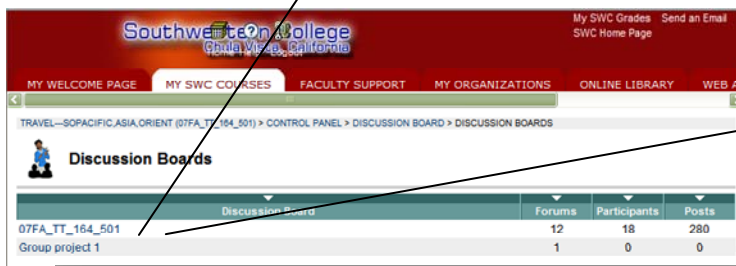 My SWC Grades Send an Email
SWC Home Page
Southwestern College
Chula Vista, California
MY WELCOME PAGE MY SWC COURSES FACULTY SUPPORT MY ORGANIZATIONS ONLINE LIBRARY WEB
TRAVEL---SOPACIFIC,ASIA,ORIENT (07FA_TT_164_501) > CONTROL PANEL > DISCUSSION BOARD > DISCUSSION BOARDS
Discussion Boards
Discussion Board Forums Participants Posts
07FA_TT_164_501 12 18 280
Group project 1 1 0 0